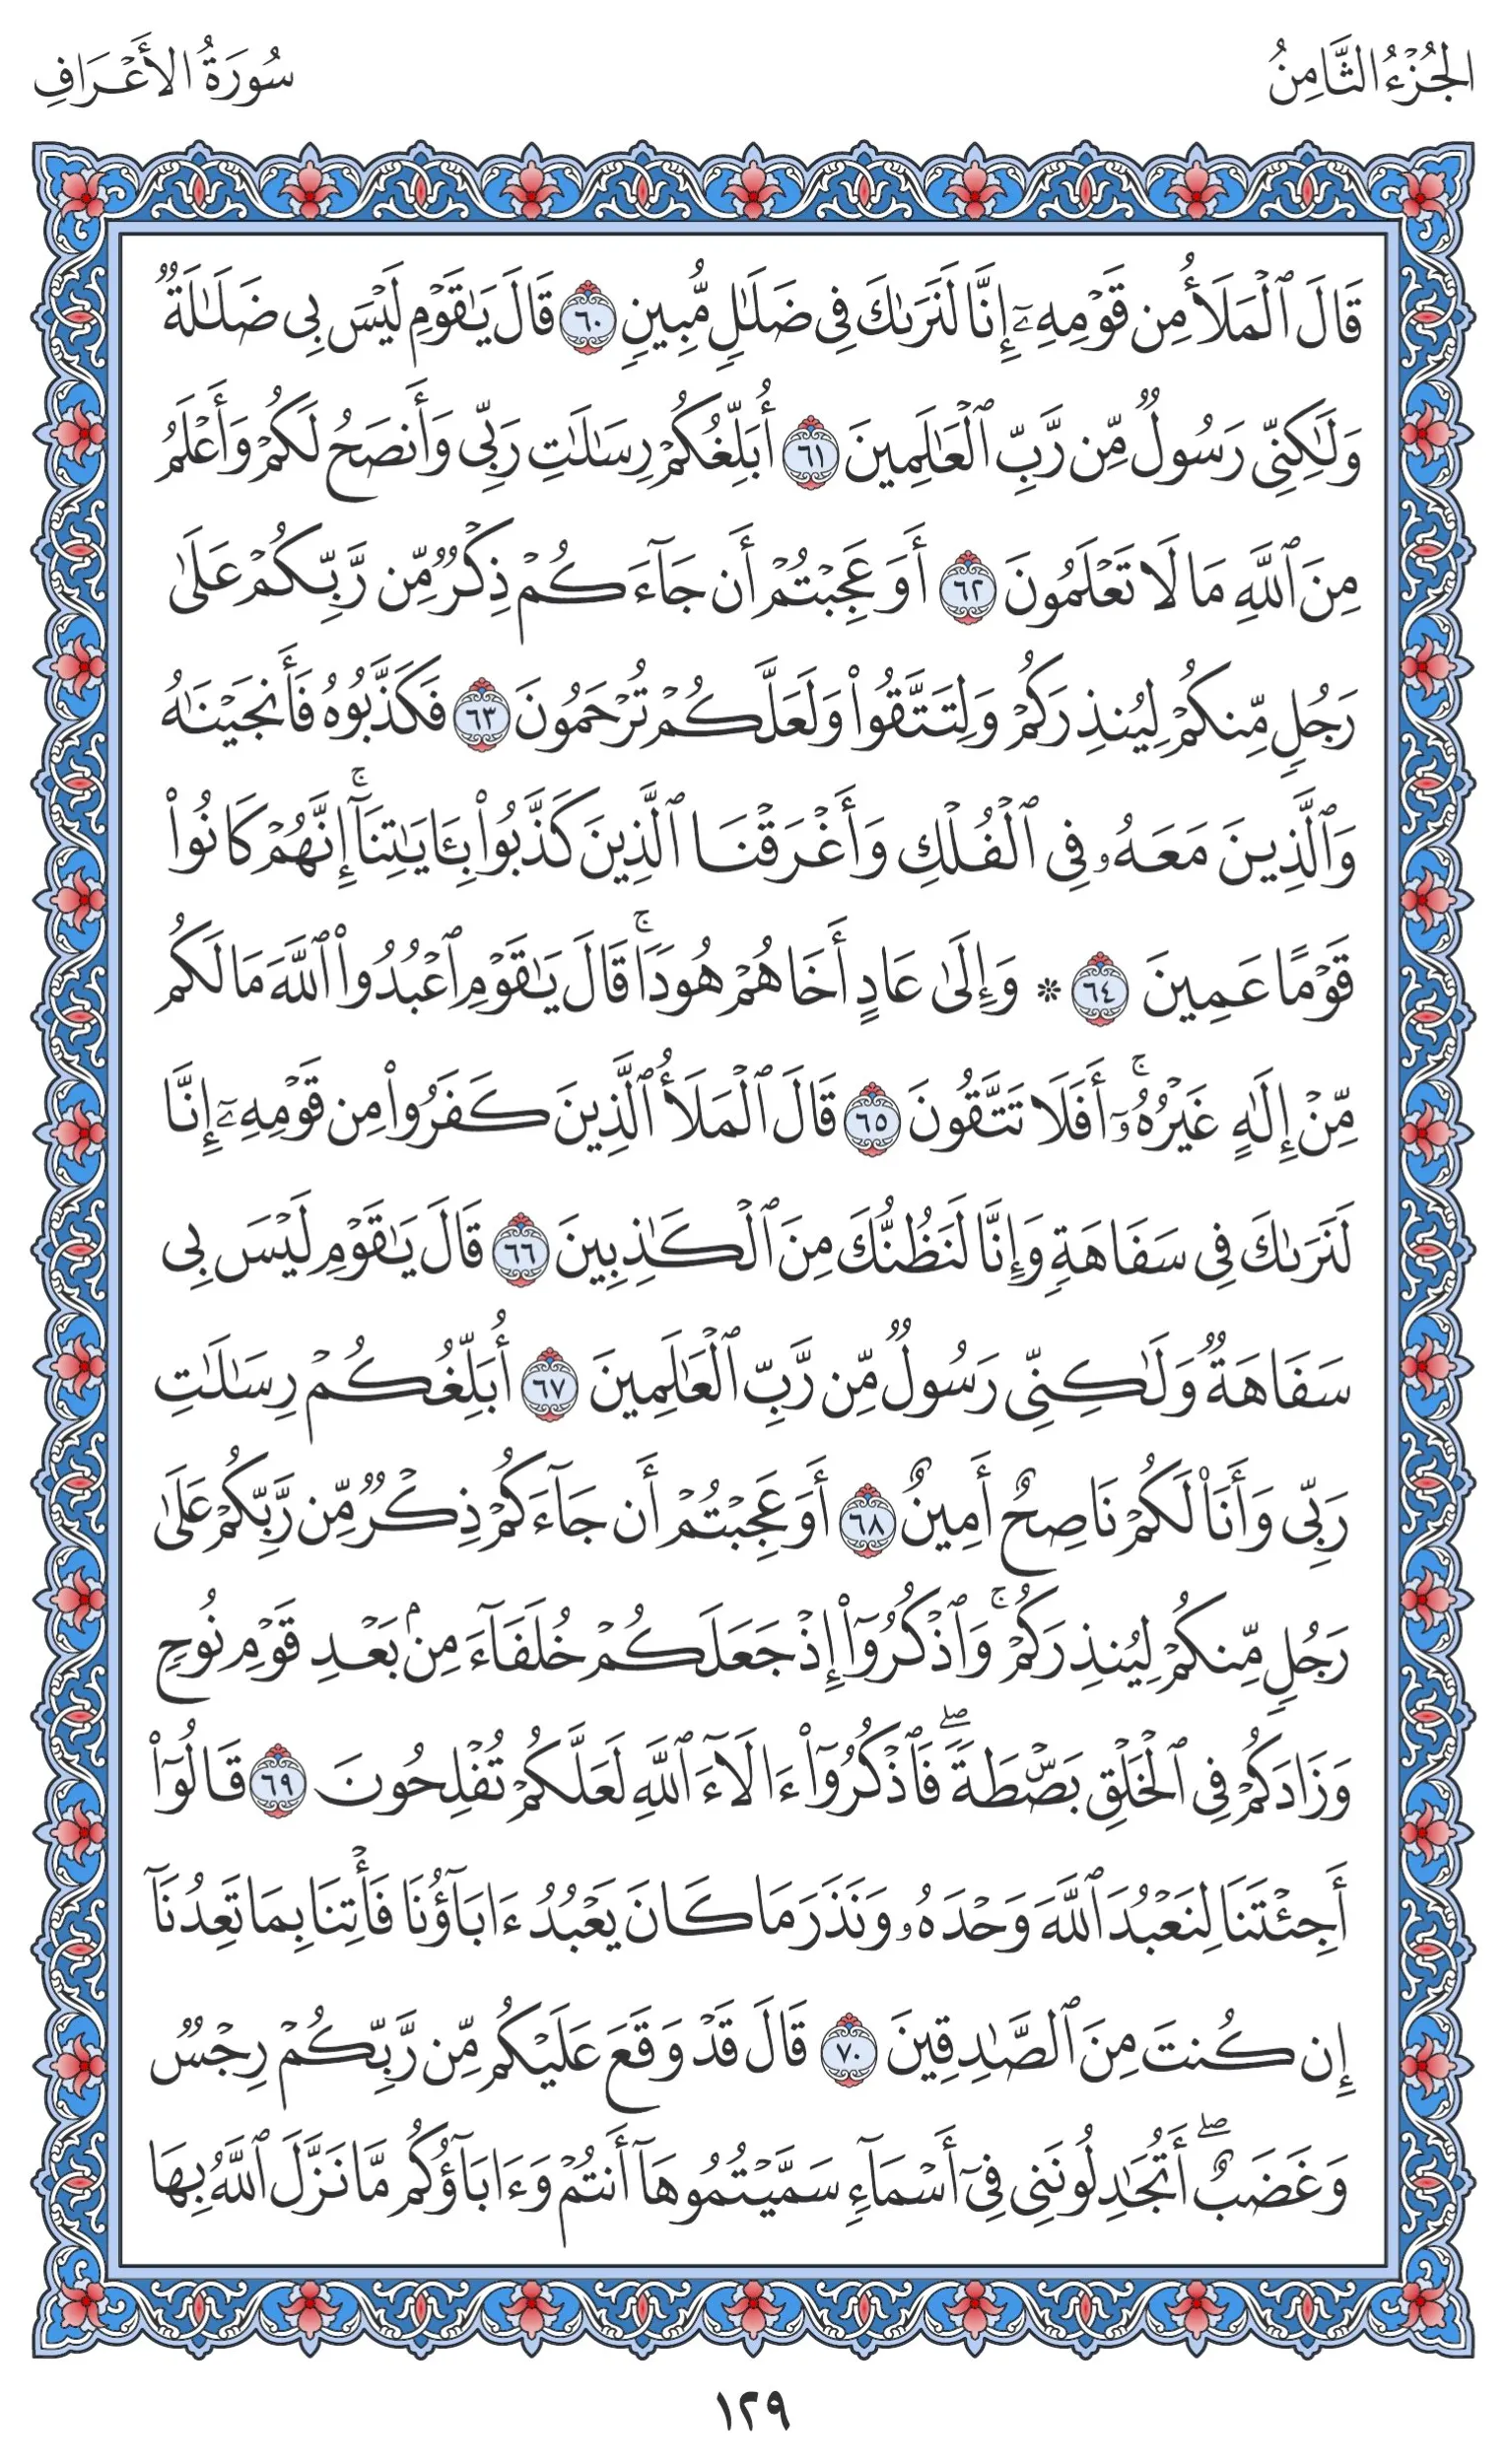 الجُزْءُ الثَّامِنُ
سُورَةُ الأَعْرَافِ
قَالَ ٱلْمَلَأُ مِن قَوْمِهِۦٓ إِنَّا لَنَرَىٰكَ فِى ضَلَٰلٍ مُّبِينٍ ٦٠ قَالَ يَٰقَوْمِ لَيْسَ بِى ضَلَٰلَةٌ
وَلَٰكِنِّى رَسُولٌ مِّن رَّبِّ ٱلْعَٰلَمِينَ ٦١ أُبَلِّغُكُمْ رِسَٰلَٰتِ رَبِّى وَأَنصَحُ لَكُمْ وَأَعْلَمُ
مِنَ ٱللَّهِ مَا لَا تَعْلَمُونَ ٦٢ أَوَعَجِبْتُمْ أَن جَآءَكُمْ ذِكْرٌ مِّن رَّبِّكُمْ عَلَىٰ
رَجُلٍ مِّنكُمْ لِيُنذِرَكُمْ وَلِتَتَّقُوا۟ وَلَعَلَّكُمْ تُرْحَمُونَ ٦٣ فَكَذَّبُوهُ فَأَنجَيْنَٰهُ
وَٱلَّذِينَ مَعَهُۥ فِى ٱلْفُلْكِ وَأَغْرَقْنَا ٱلَّذِينَ كَذَّبُوا۟ بِـَٔايَٰتِنَآۚ إِنَّهُمْ كَانُوا۟
قَوْمًا عَمِينَ ٦٤ * وَإِلَىٰ عَادٍ أَخَاهُمْ هُودًاۚ قَالَ يَٰقَوْمِ ٱعْبُدُوا۟ ٱللَّهَ مَا لَكُم
مِّنْ إِلَٰهٍ غَيْرُهُۥٓۚ أَفَلَا تَتَّقُونَ ٦٥ قَالَ ٱلْمَلَأُ ٱلَّذِينَ كَفَرُوا۟ مِن قَوْمِهِۦٓ إِنَّا
لَنَرَىٰكَ فِى سَفَاهَةٍ وَإِنَّا لَنَظُنُّكَ مِنَ ٱلْكَٰذِبِينَ ٦٦ قَالَ يَٰقَوْمِ لَيْسَ بِى
سَفَاهَةٌ وَلَٰكِنِّى رَسُولٌ مِّن رَّبِّ ٱلْعَٰلَمِينَ ٦٧ أُبَلِّغُكُمْ رِسَٰلَٰتِ
رَبِّى وَأَنَا۠ لَكُمْ نَاصِحٌ أَمِينٌ ٦٨ أَوَعَجِبْتُمْ أَن جَآءَكُمْ ذِكْرٌ مِّن رَّبِّكُمْ عَلَىٰ
رَجُلٍ مِّنكُمْ لِيُنذِرَكُمْۚ وَٱذْكُرُوٓا۟ إِذْ جَعَلَكُمْ خُلَفَآءَ مِنۢ بَعْدِ قَوْمِ نُوحٍ
وَزَادَكُمْ فِى ٱلْخَلْقِ بَصْۜطَةًۖ فَٱذْكُرُوٓا۟ ءَالَآءَ ٱللَّهِ لَعَلَّكُمْ تُفْلِحُونَ ٦٩ قَالُوٓا۟
أَجِئْتَنَا لِنَعْبُدَ ٱللَّهَ وَحْدَهُۥ وَنَذَرَ مَا كَانَ يَعْبُدُ ءَابَآؤُنَا فَأْتِنَا بِمَا تَعِدُنَآ
إِن كُنتَ مِنَ ٱلصَّٰدِقِينَ ٧٠ قَالَ قَدْ وَقَعَ عَلَيْكُم مِّن رَّبِّكُمْ رِجْسٌ
وَغَضَبٌۖ أَتُجَٰدِلُونَنِى فِىٓ أَسْمَآءٍ سَمَّيْتُمُوهَآ أَنتُمْ وَءَابَآؤُكُم مَّا نَزَّلَ ٱللَّهُ بِهَا
١٢٩